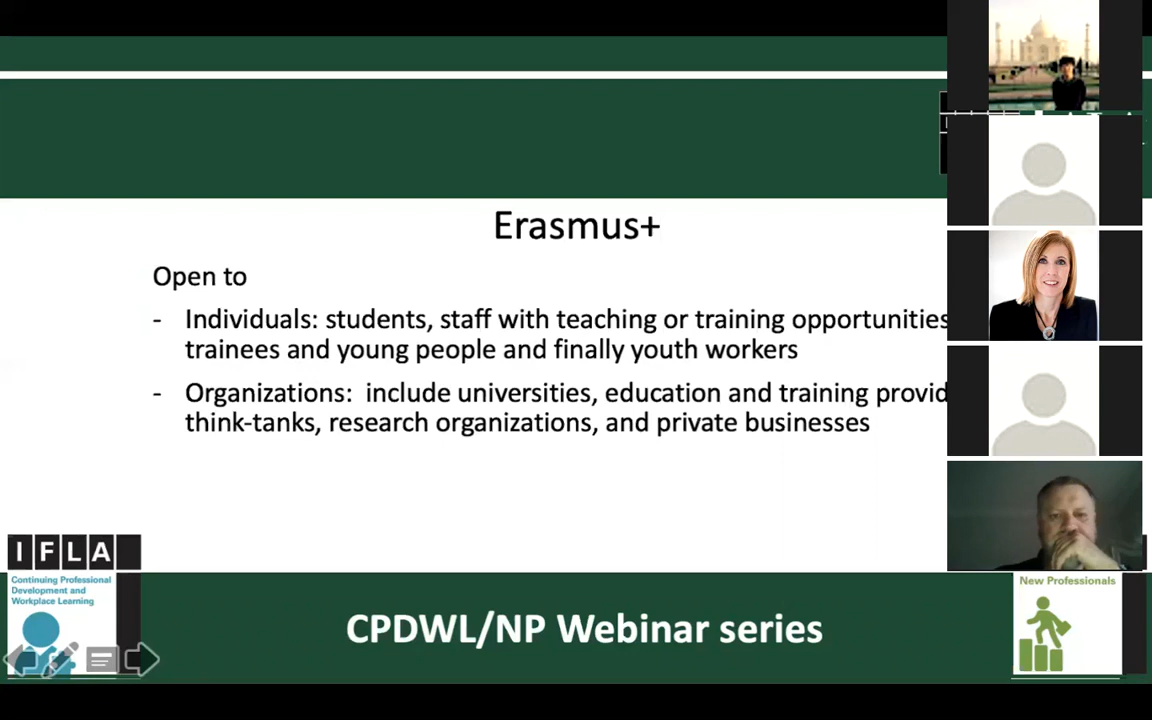 Erasmus+
Open to
- Individuals: students, staff with teaching or training opportunities
trainees and young people and finally youth workers
- Organizations: include universities, education and training provid
think-tanks, research organizations, and private businesses
IFLA
Continuing Professional
Development and
Workplace Learning
CPDWL/NP Webinar series
New Professionals